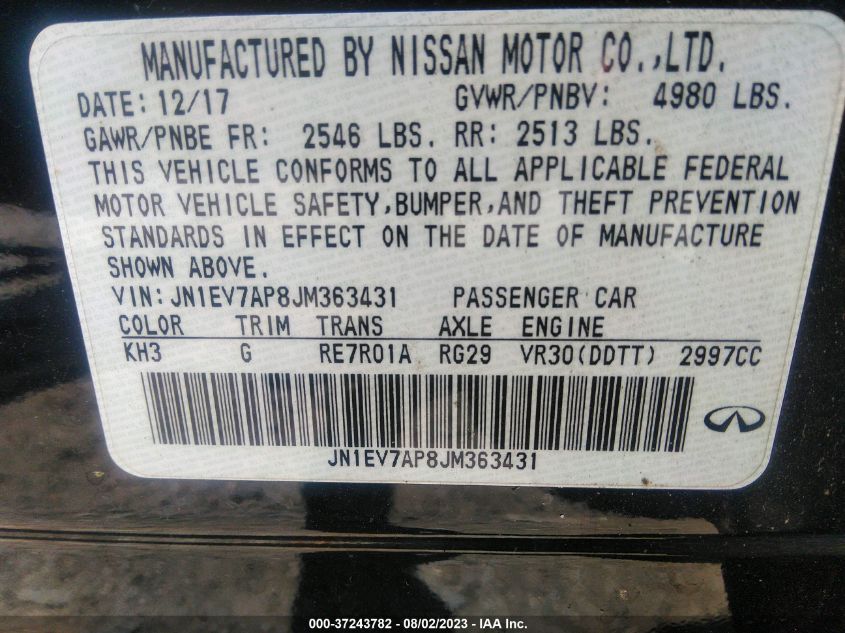 MANUFACTURED BY NISSAN MOTOR CO.,LTD.
DATE: 12/17 GVWR/PNBV: 4980 LBS.
GAWR/PNBE FR: 2546 LBS. RR: 2513 LBS.
THIS VEHICLE CONFORMS TO ALL APPLICABLE FEDERAL
MOTOR VEHICLE SAFETY,BUMPER,AND THEFT PREVENTION
STANDARDS IN EFFECT ON THE DATE OF MANUFACTURE
SHOWN ABOVE.
VIN: JN1EV7AP8JM363431 PASSENGER CAR
COLOR TRIM TRANS AXLE ENGINE
KH3 G RE7R01A RG29 VR30(DDTT) 2997CC
JN1EV7AP8JM363431
000-37243782 - 08/02/2023 - IAA Inc.